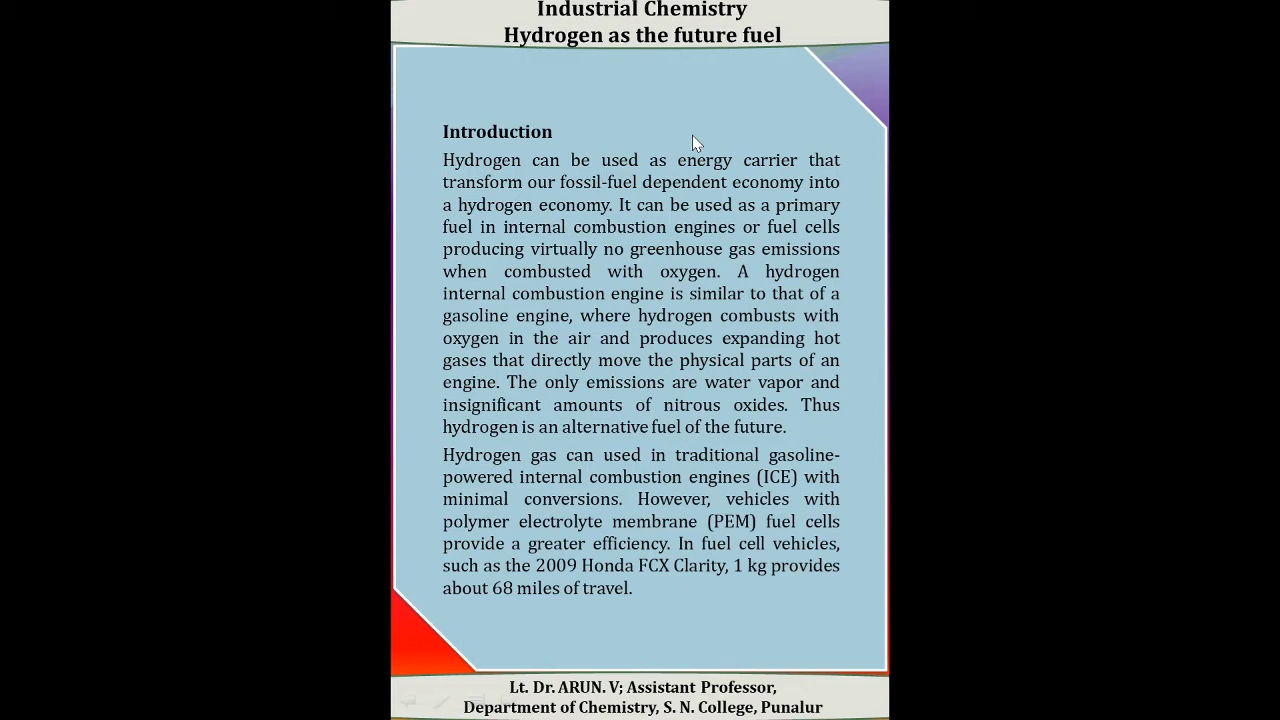 Industrial Chemistry
Hydrogen as the future fuel
Introduction
Hydrogen can be used as energy carrier that
transform our fossil-fuel dependent economy into
a hydrogen economy. It can be used as a primary
fuel in internal combustion engines or fuel cells
producing virtually no greenhouse gas emissions
when combusted with oxygen. A hydrogen
internal combustion engine is similar to that of a
gasoline engine, where hydrogen combusts with
oxygen in the air and produces expanding hot
gases that directly move the physical parts of an
engine. The only emissions are water vapor and
insignificant amounts of nitrous oxides. Thus
hydrogen is an alternative fuel of the future.
Hydrogen gas can used in traditional gasoline-
powered internal combustion engines (ICE) with
minimal conversions. However, vehicles with
polymer electrolyte membrane (PEM) fuel cells
provide a greater efficiency. In fuel cell vehicles,
such as the 2009 Honda FCX Clarity, 1 kg provides
about 68 miles of travel.
Lt. Dr. ARUN. V; Assistant Professor,
Department of Chemistry, S. N. College, Punalur